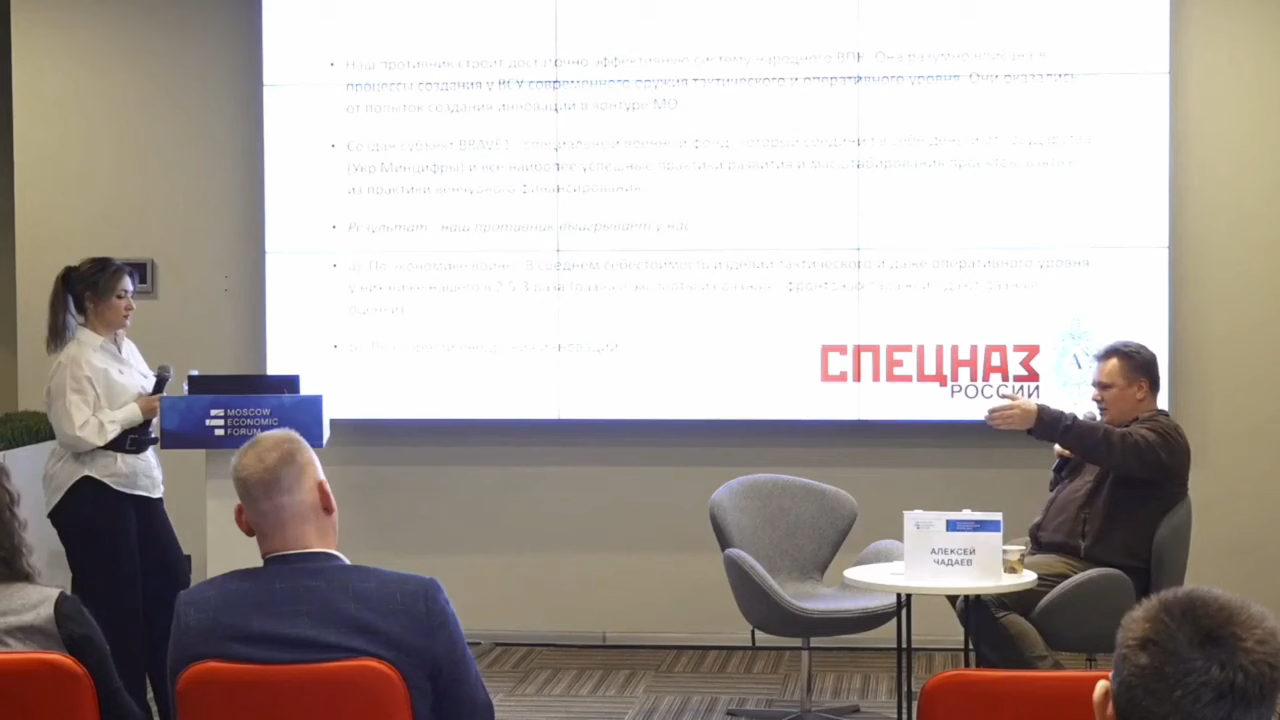 Наш противник строит достаточно эффективную систему народного ВПК. Она разумно вписана в
процессы создания у ВСУ современного оружия тактического и оперативного уровня. Они оказались
от попыток создания инноваций в контуре МО.
Создан субъект BRAVE1 - специальный военный фонд, который соединил в себе деньги государства
(Укр Минцифры) и все наиболее успешные практики развития и масштабирования проектов
из практики венчурного финансирования.
Результат - наш противник выигрывает у нас
а) По экономике войны. В среднем себестоимость изделий тактического и даже оперативного уровня
у них ниже нашего в 2,5-3 раза
оценки)
инноваций
СПЕЦНАЗ
РОССИИ
MOSCOW
ECONOMIC
FORUM
АЛЕКСЕЙ
ЧАДАЕВ